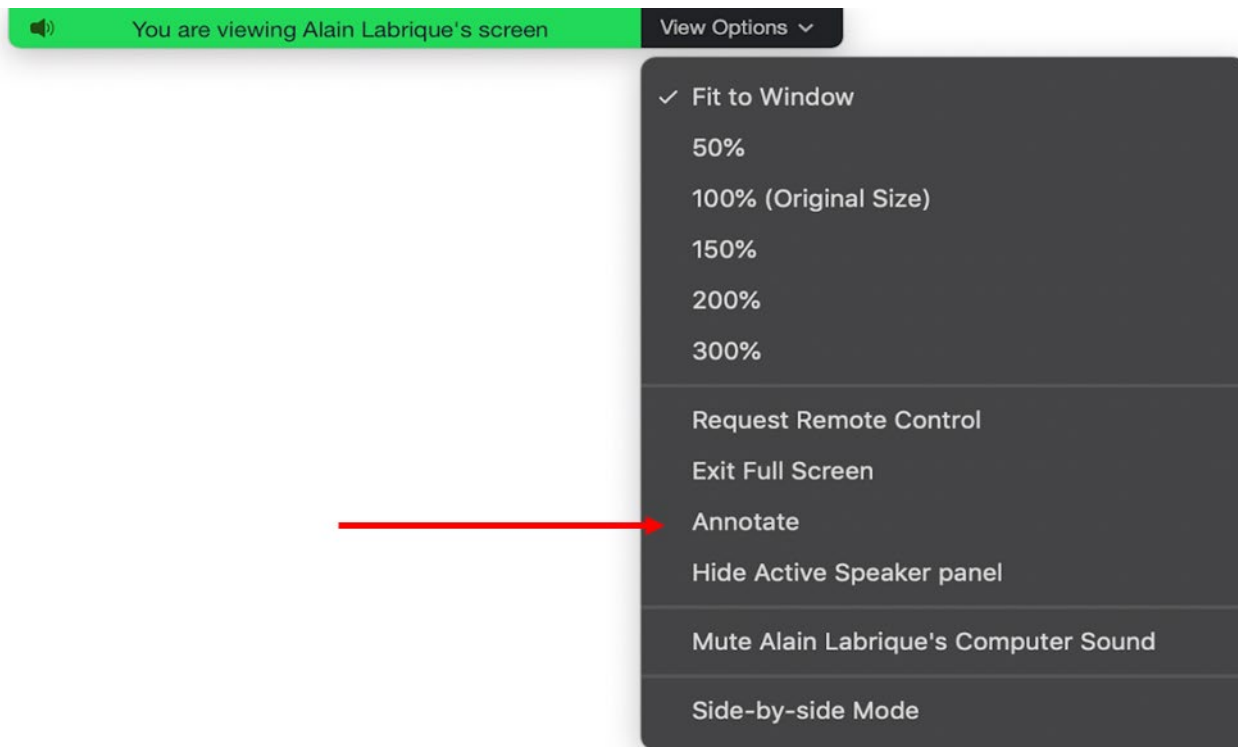 You are viewing Alain Labrique's screen
View Options
Fit to Window
50%
100% (Original Size)
150%
200%
300%
Request Remote Control
Exit Full Screen
Annotate
Hide Active Speaker panel
Mute Alain Labrique's Computer Sound
Side-by-side Mode